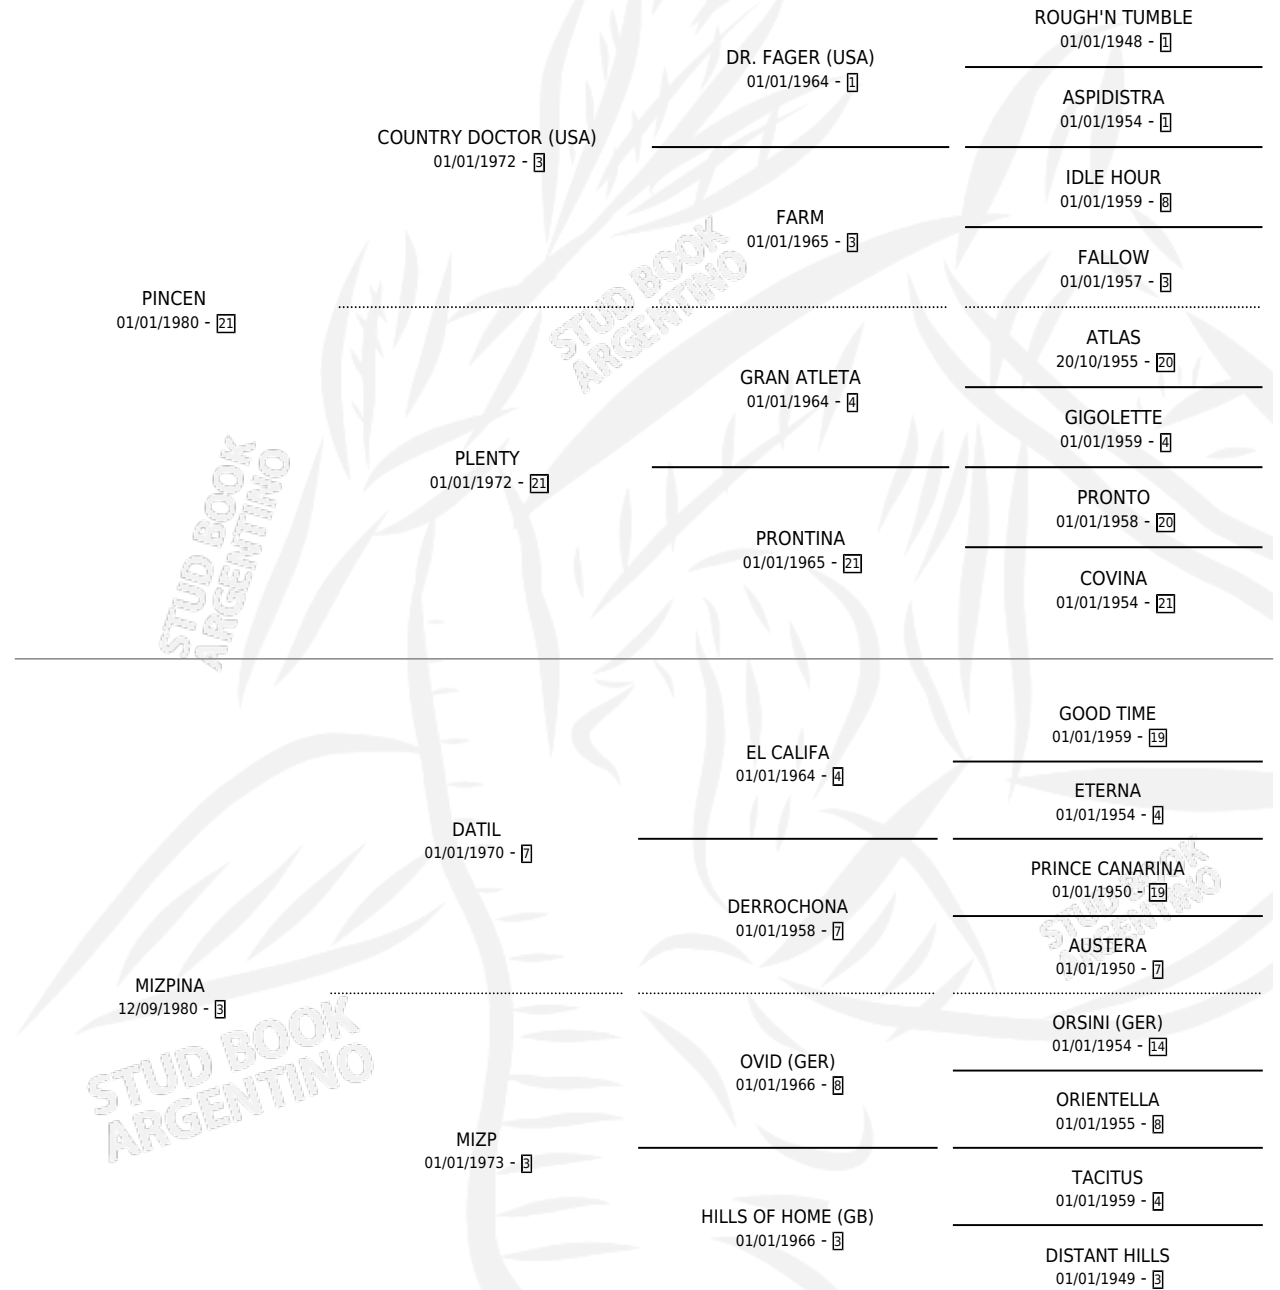 ROUGH'N TUMBLE
01/01/1948 - 1
DR. FAGER (USA)
01/01/1964 - 1
ASPIDISTRA
01/01/1954 - 1
COUNTRY DOCTOR (USA)
01/01/1972 - 3
IDLE HOUR
01/01/1959 - 8
FARM
01/01/1965 - 3
FALLOW
01/01/1957 - 3
PINCEN
01/01/1980 - 21
ATLAS
20/10/1955 - 20
GRAN ATLETA
01/01/1964 - 4
GIGOLETTE
01/01/1959 - 4
PLENTY
01/01/1972 - 21
PRONTO
01/01/1958 - 20
PRONTINA
01/01/1965 - 21
COVINA
01/01/1954 - 21
STUD BOOK
ARGENTINO
STUD BOOK
ARGENTINO
GOOD TIME
01/01/1959 - 19
EL CALIFA
01/01/1964 - 4
ETERNA
01/01/1954 - 4
DATIL
01/01/1970 - 7
PRINCE CANARINA
01/01/1950 - 19
DERROCHONA
01/01/1958 - 7
AUSTERA
01/01/1950 - 7
MIZPINA
12/09/1980 - 3
ORSINI (GER)
01/01/1954 - 14
OVID (GER)
01/01/1966 - 8
ORIENTELLA
01/01/1955 - 8
MIZP
01/01/1973 - 3
TACITUS
01/01/1959 - 4
HILLS OF HOME (GB)
01/01/1966 - 3
DISTANT HILLS
01/01/1949 - 3
STUD BOOK
ARGENTINO
STUD BOOK
ARGENTINO